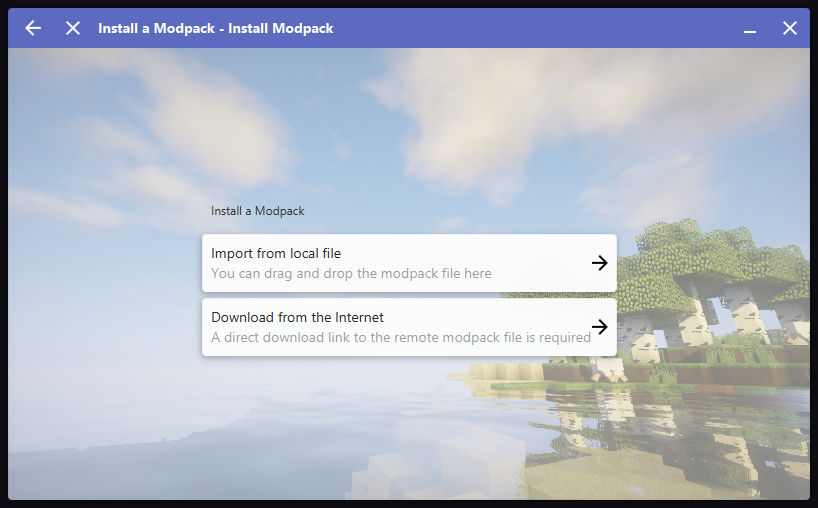 Install a Modpack - Install Modpack
Install a Modpack
Import from local file
You can drag and drop the modpack file here
Download from the Internet
A direct download link to the remote modpack file is required